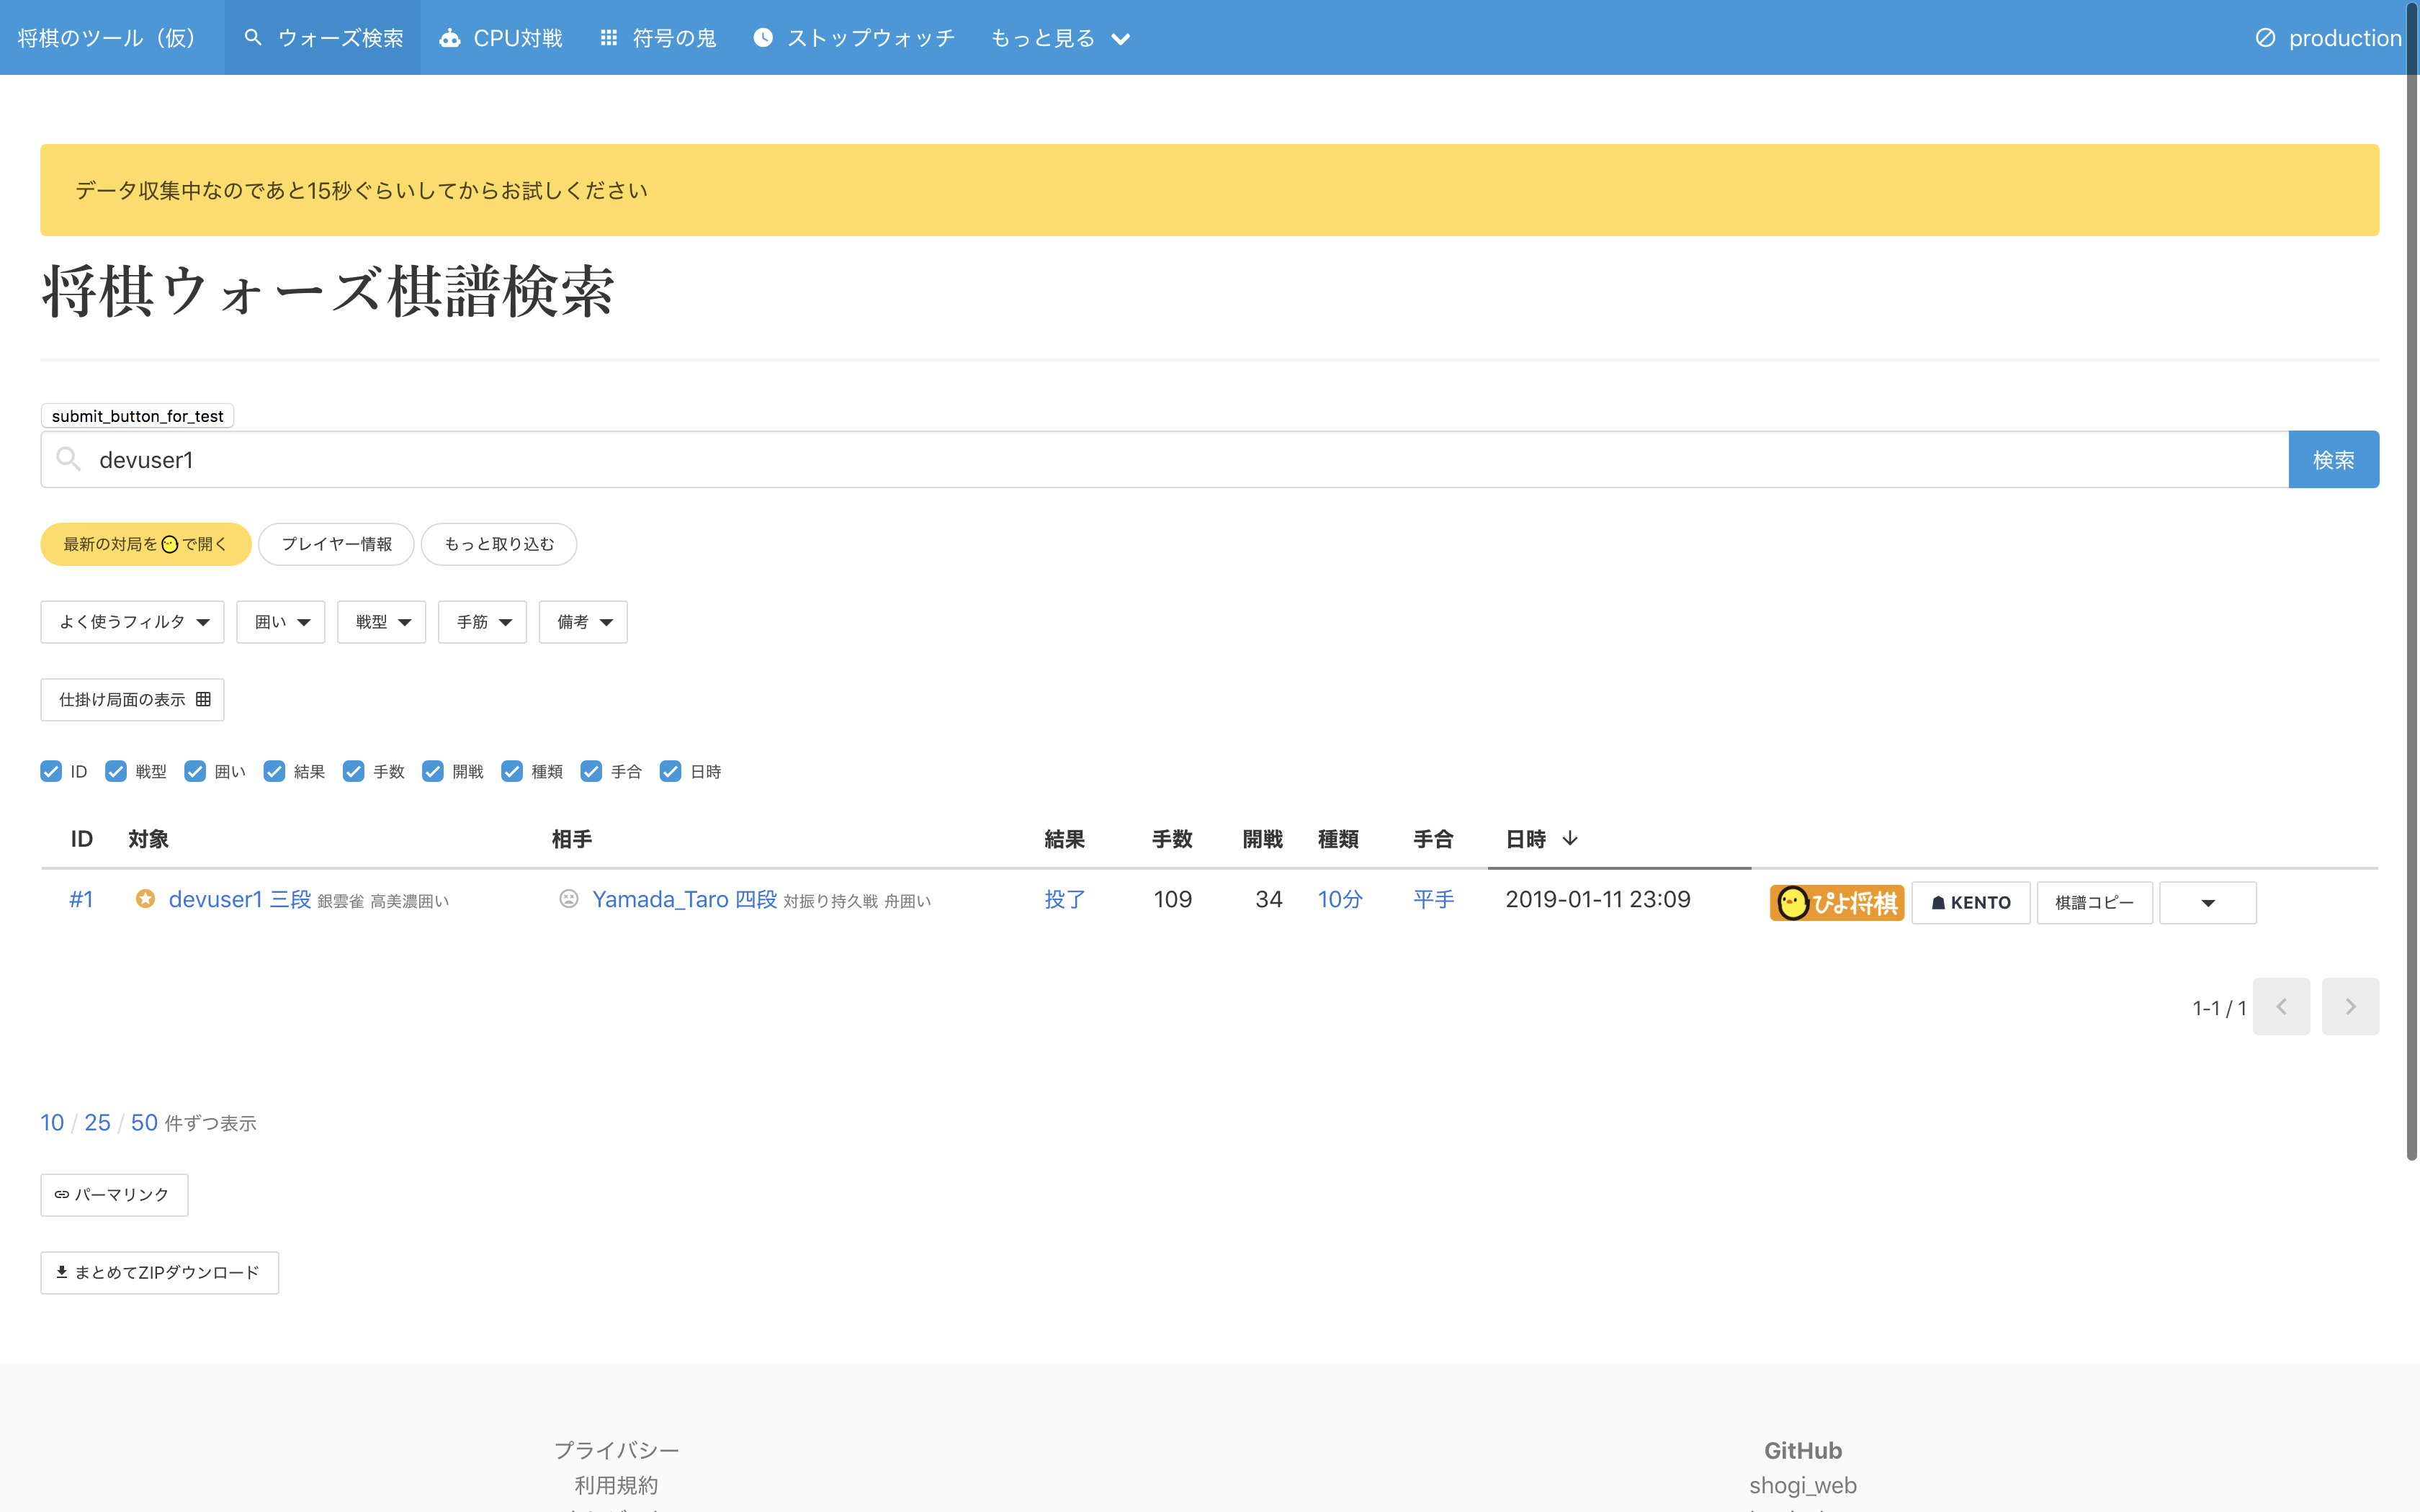 将棋のツール（仮） ウォーズ検索 CPU対戦 符号の鬼 ストップウォッチ もっと見る production
データ収集中なのであと15秒ぐらいしてからお試しください
将棋ウォーズ棋譜検索
submit_button_for_test
devuser1 検索
最新の対局をで開く プレイヤー情報 もっと取り込む
よく使うフィルタ 囲い 戦型 手筋 備考
仕掛け局面の表示
ID 戦型 囲い 結果 手数 開戦 種類 手合 日時
ID 対象 相手 結果 手数 開戦 種類 手合 日時
#1 devuser1 三段 銀雲雀 高美濃囲い Yamada_Taro 四段 対振り持久戦 舟囲い 投了 109 34 10分 平手 2019-01-11 23:09 ぴよ将棋 KENTO 棋譜コピー
1-1 / 1
10 / 25 / 50 件ずつ表示
パーマリンク
まとめてZIPダウンロード
プライバシー GitHub
利用規約 shogi_web